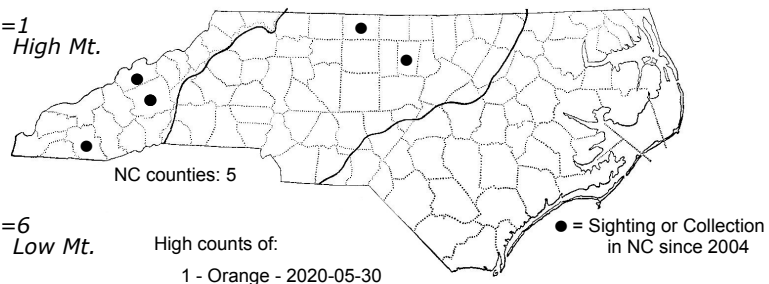 =1
High Mt.
NC counties: 5
=6
Low Mt.
High counts of:
1 - Orange - 2020-05-30
● = Sighting or Collection
in NC since 2004